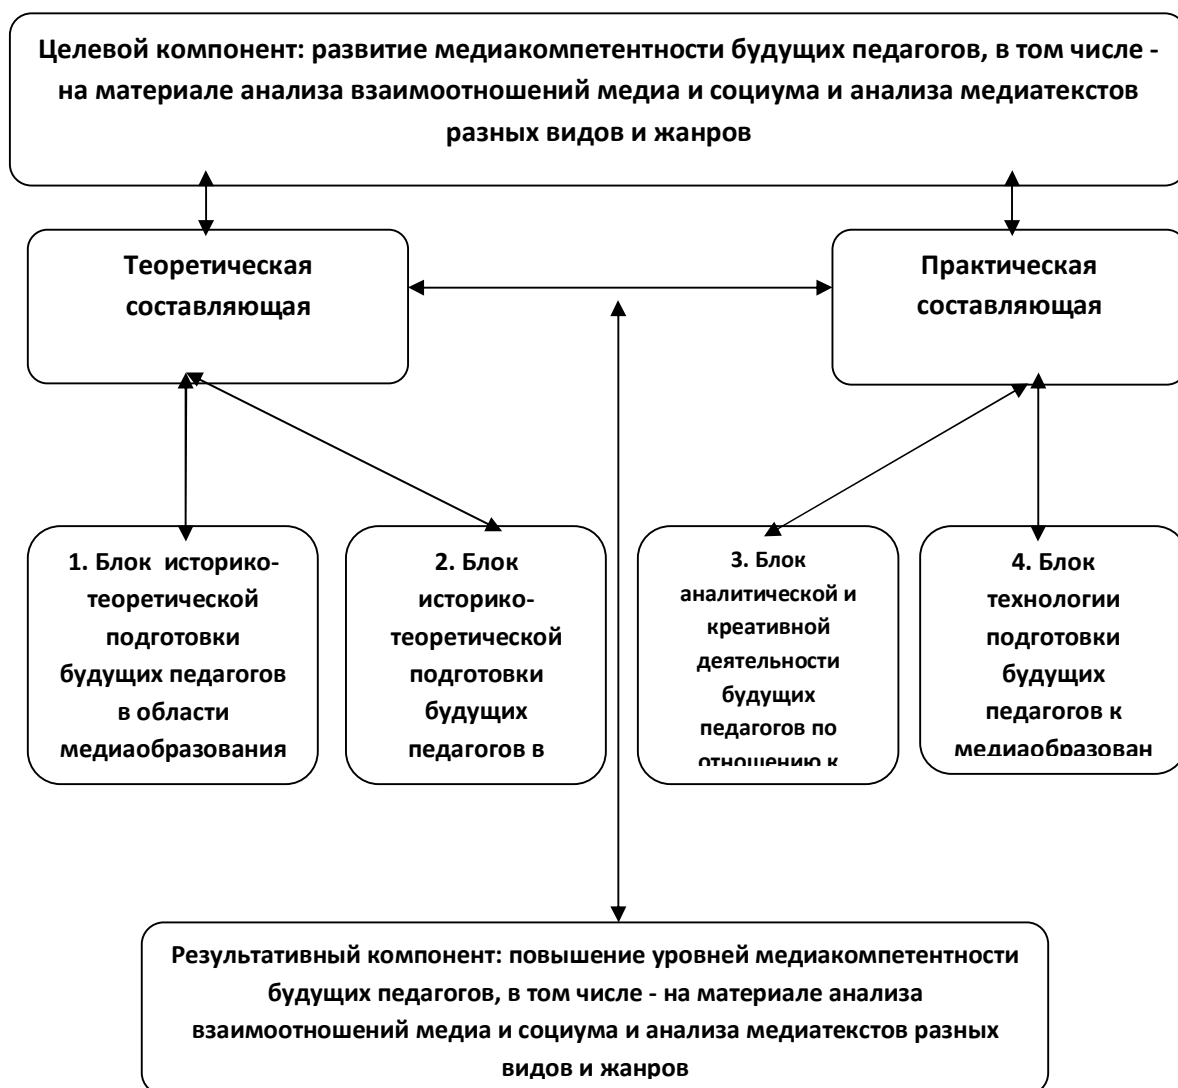 Целевой компонент: развитие медиакомпетентности будущих педагогов, в том числе -
на материале анализа взаимоотношений медиа и социума и анализа медиатекстов
разных видов и жанров
Теоретическая
составляющая
Практическая
составляющая
1. Блок историко-
теоретической
подготовки
будущих педагогов
в области
медиаобразования
2. Блок
историко-
теоретической
подготовки
будущих
педагогов в
3. Блок
аналитической и
креативной
деятельности
будущих
педагогов по
отношению к
4. Блок
технологии
подготовки
будущих
педагогов к
медиаобразован
Результативный компонент: повышение уровней медиакомпетентности
будущих педагогов, в том числе - на материале анализа
взаимоотношений медиа и социума и анализа медиатекстов разных
видов и жанров